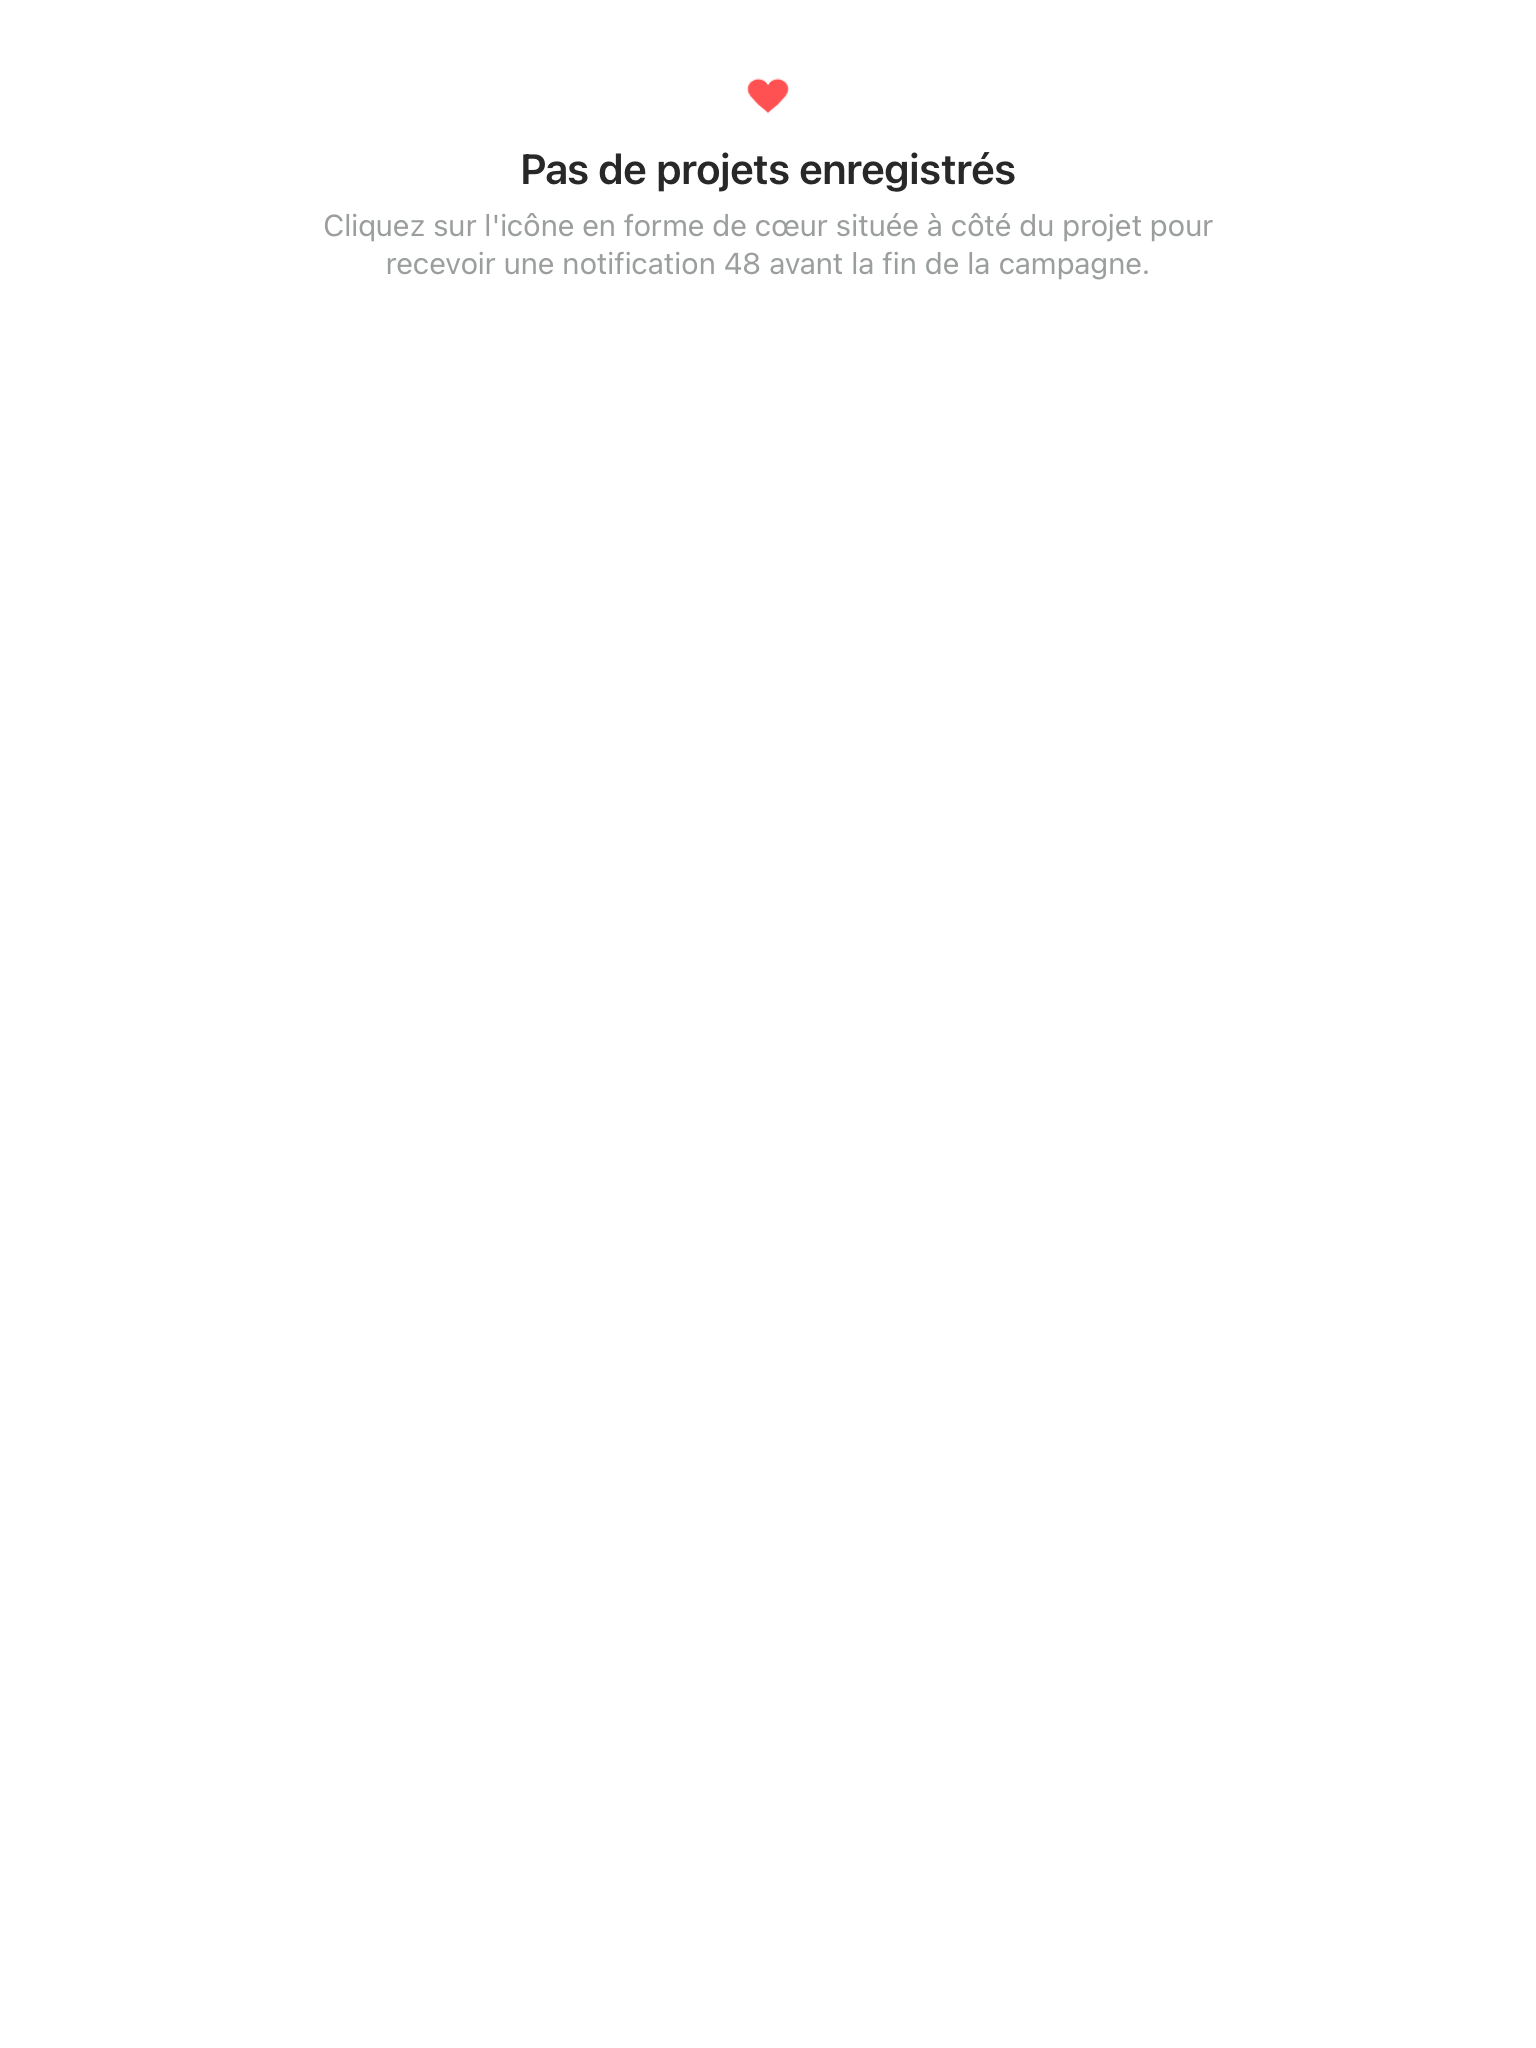 Pas de projets enregistrés
Cliquez sur l'icône en forme de cœur située à côté du projet pour
recevoir une notification 48 avant la fin de la campagne.